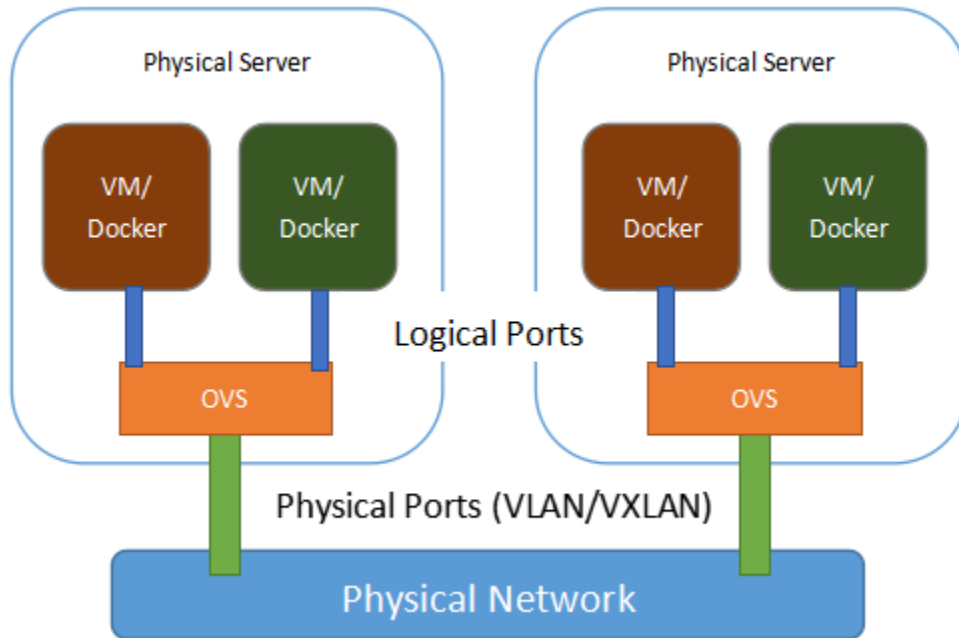 Physical Server
Physical Server
VM/
Docker
VM/
Docker
VM/
Docker
VM/
Docker
Logical Ports
OVS
OVS
Physical Ports (VLAN/VXLAN)
Physical Network